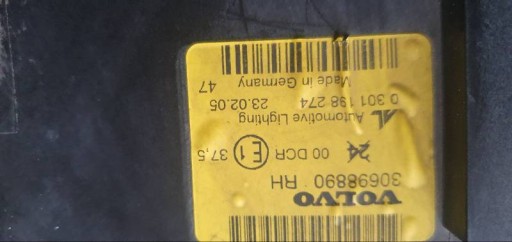 VOLVO
30698890 RH
24 00 DCR E1 37,5
AL Automotive Lighting
0 301 198 274 23.02.05
Made in Germany 47